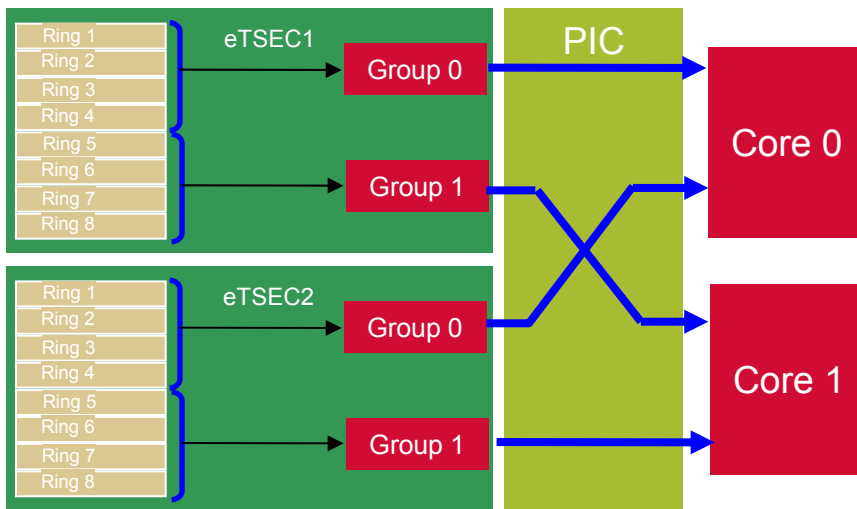 Ring 1
Ring 2
Ring 3
Ring 4
Ring 5
Ring 6
Ring 7
Ring 8
eTSEC1
Group 0
Group 1
Ring 1
Ring 2
Ring 3
Ring 4
Ring 5
Ring 6
Ring 7
Ring 8
eTSEC2
Group 0
Group 1
PIC
Core 0
Core 1